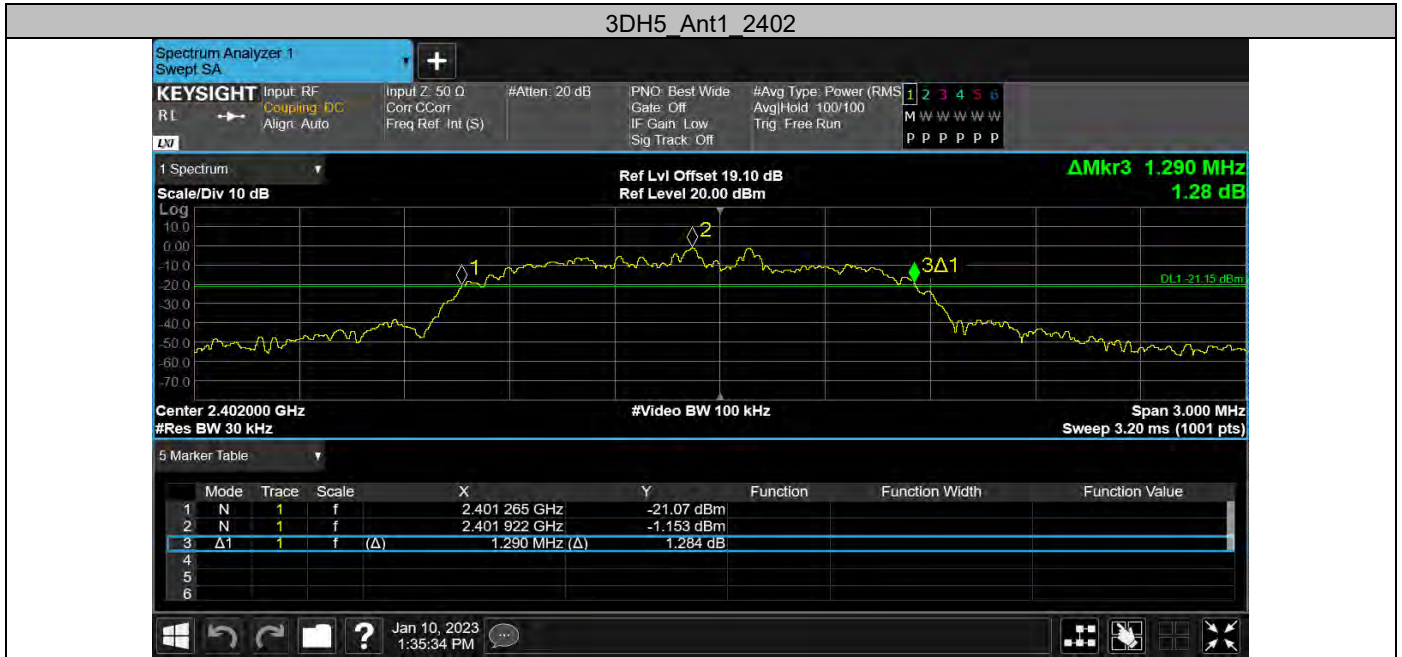 3DH5_Ant1_2402
Spectrum Analyzer 1
Swept SA
+
KEYSIGHT Input: RF Input Z: 50 Ω #Atten: 20 dB PNO: Best Wide #Avg Type: Power (RMS 1 2 3 4 5 6
RL Coupling: DC Corr CCorr Gate: Off Avg|Hold: 100/100 M W W W W W
Align: Auto Freq Ref: Int (S) IF Gain: Low Trig: Free Run
LXI Sig Track: Off P P P P P P
1 Spectrum Ref Lvl Offset 19.10 dB ΔMkr3 1.290 MHz
Scale/Div 10 dB Ref Level 20.00 dBm 1.28 dB
Log
10.0
2
0.00
-10.0
1 3Δ1
-20.0 DL1 -21.15 dBm
-30.0
-40.0
-50.0
-60.0
-70.0
Center 2.402000 GHz #Video BW 100 kHz Span 3.000 MHz
#Res BW 30 kHz Sweep 3.20 ms (1001 pts)
5 Marker Table
Mode Trace Scale X Y Function Function Width Function Value
1 N 1 f 2.401 265 GHz -21.07 dBm
2 N 1 f 2.401 922 GHz -1.153 dBm
3 Δ1 1 f (Δ) 1.290 MHz (Δ) 1.284 dB
4
5
6
? Jan 10, 2023
1:35:34 PM